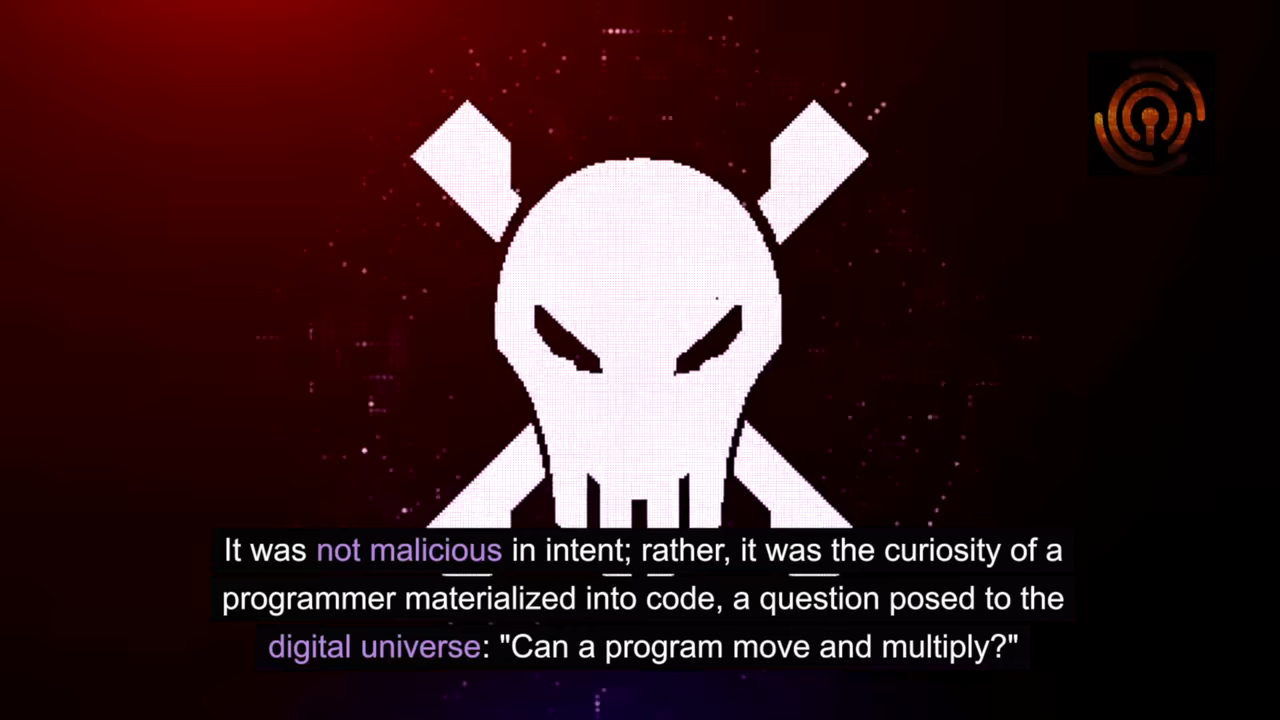 It was not malicious in intent; rather, it was the curiosity of a
programmer materialized into code, a question posed to the
digital universe: "Can a program move and multiply?"